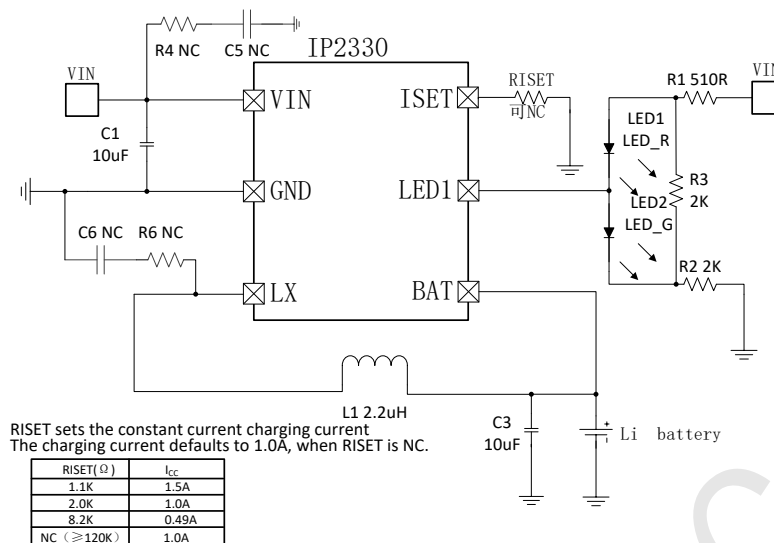 IP2330
R4 NC
C5 NC
VIN
C1
10uF
VIN
GND
C6 NC
R6 NC
LX
ISET
RISET
可NC
LED1
BAT
R1 510R
VIN
LED1
LED_R
R3
2K
LED2
LED_G
R2 2K
L1 2.2uH
C3
10uF
+
-
Li battery
RISET sets the constant current charging current
The charging current defaults to 1.0A, when RISET is NC.
RISET(Ω) ICC
1.1K 1.5A
2.0K 1.0A
8.2K 0.49A
NC（≥120K） 1.0A